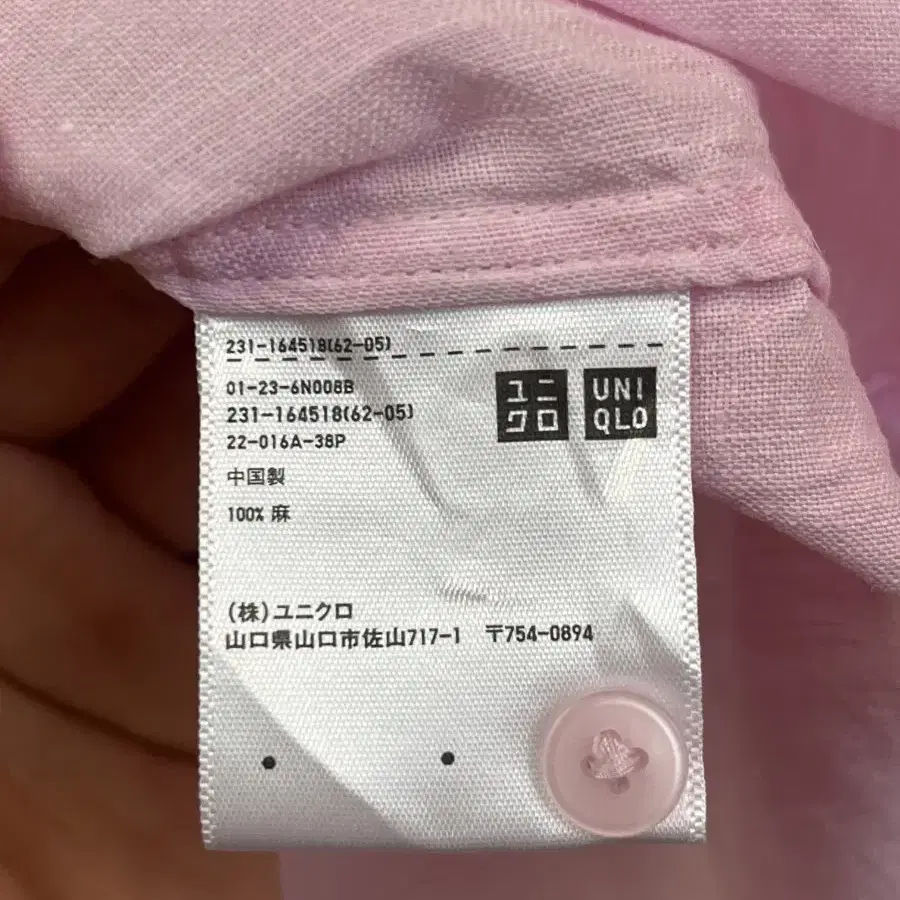 231-164518(62-05)
01-23-6N008B
231-164518(62-05)
22-016A-38P
中国製
100% 麻
ユニ
クロ
UNI
QLO
(株)ユニクロ
山口県山口市佐山717-1 〒754-0894